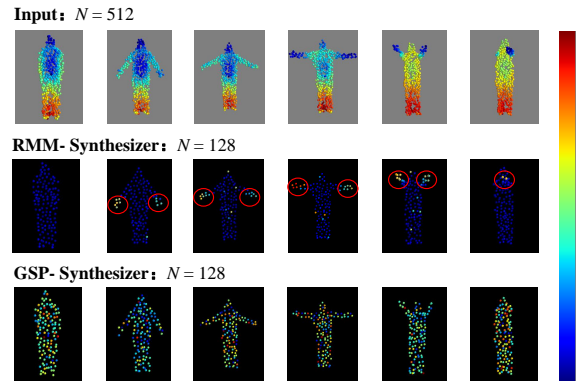 Input： N = 512
RMM- Synthesizer： N = 128
GSP- Synthesizer： N = 128